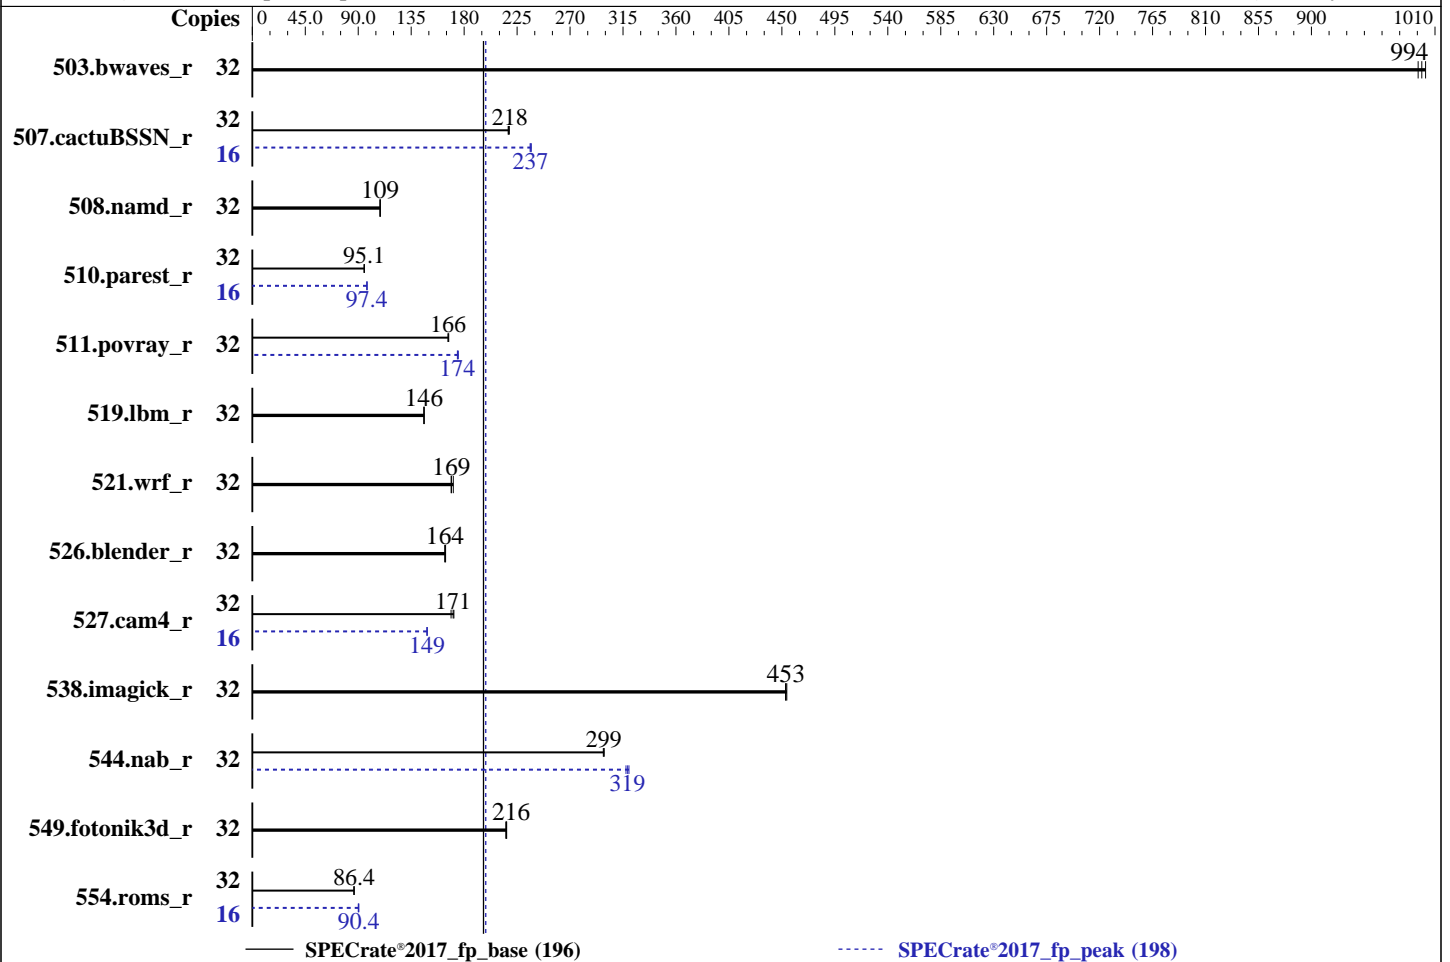 Copies 0 45.0 90.0 135 180 225 270 315 360 405 450 495 540 585 630 675 720 765 810 855 900 1010
503.bwaves_r 32 994
507.cactuBSSN_r 32 218
16 237
508.namd_r 32 109
510.parest_r 32 95.1
16 97.4
511.povray_r 32 166
174
519.lbm_r 32 146
521.wrf_r 32 169
526.blender_r 32 164
527.cam4_r 32 171
16 149
538.imagick_r 32 453
544.nab_r 32 299
319
549.fotonik3d_r 32 216
554.roms_r 32 86.4
16 90.4
SPECrate®2017_fp_base (196) SPECrate®2017_fp_peak (198)